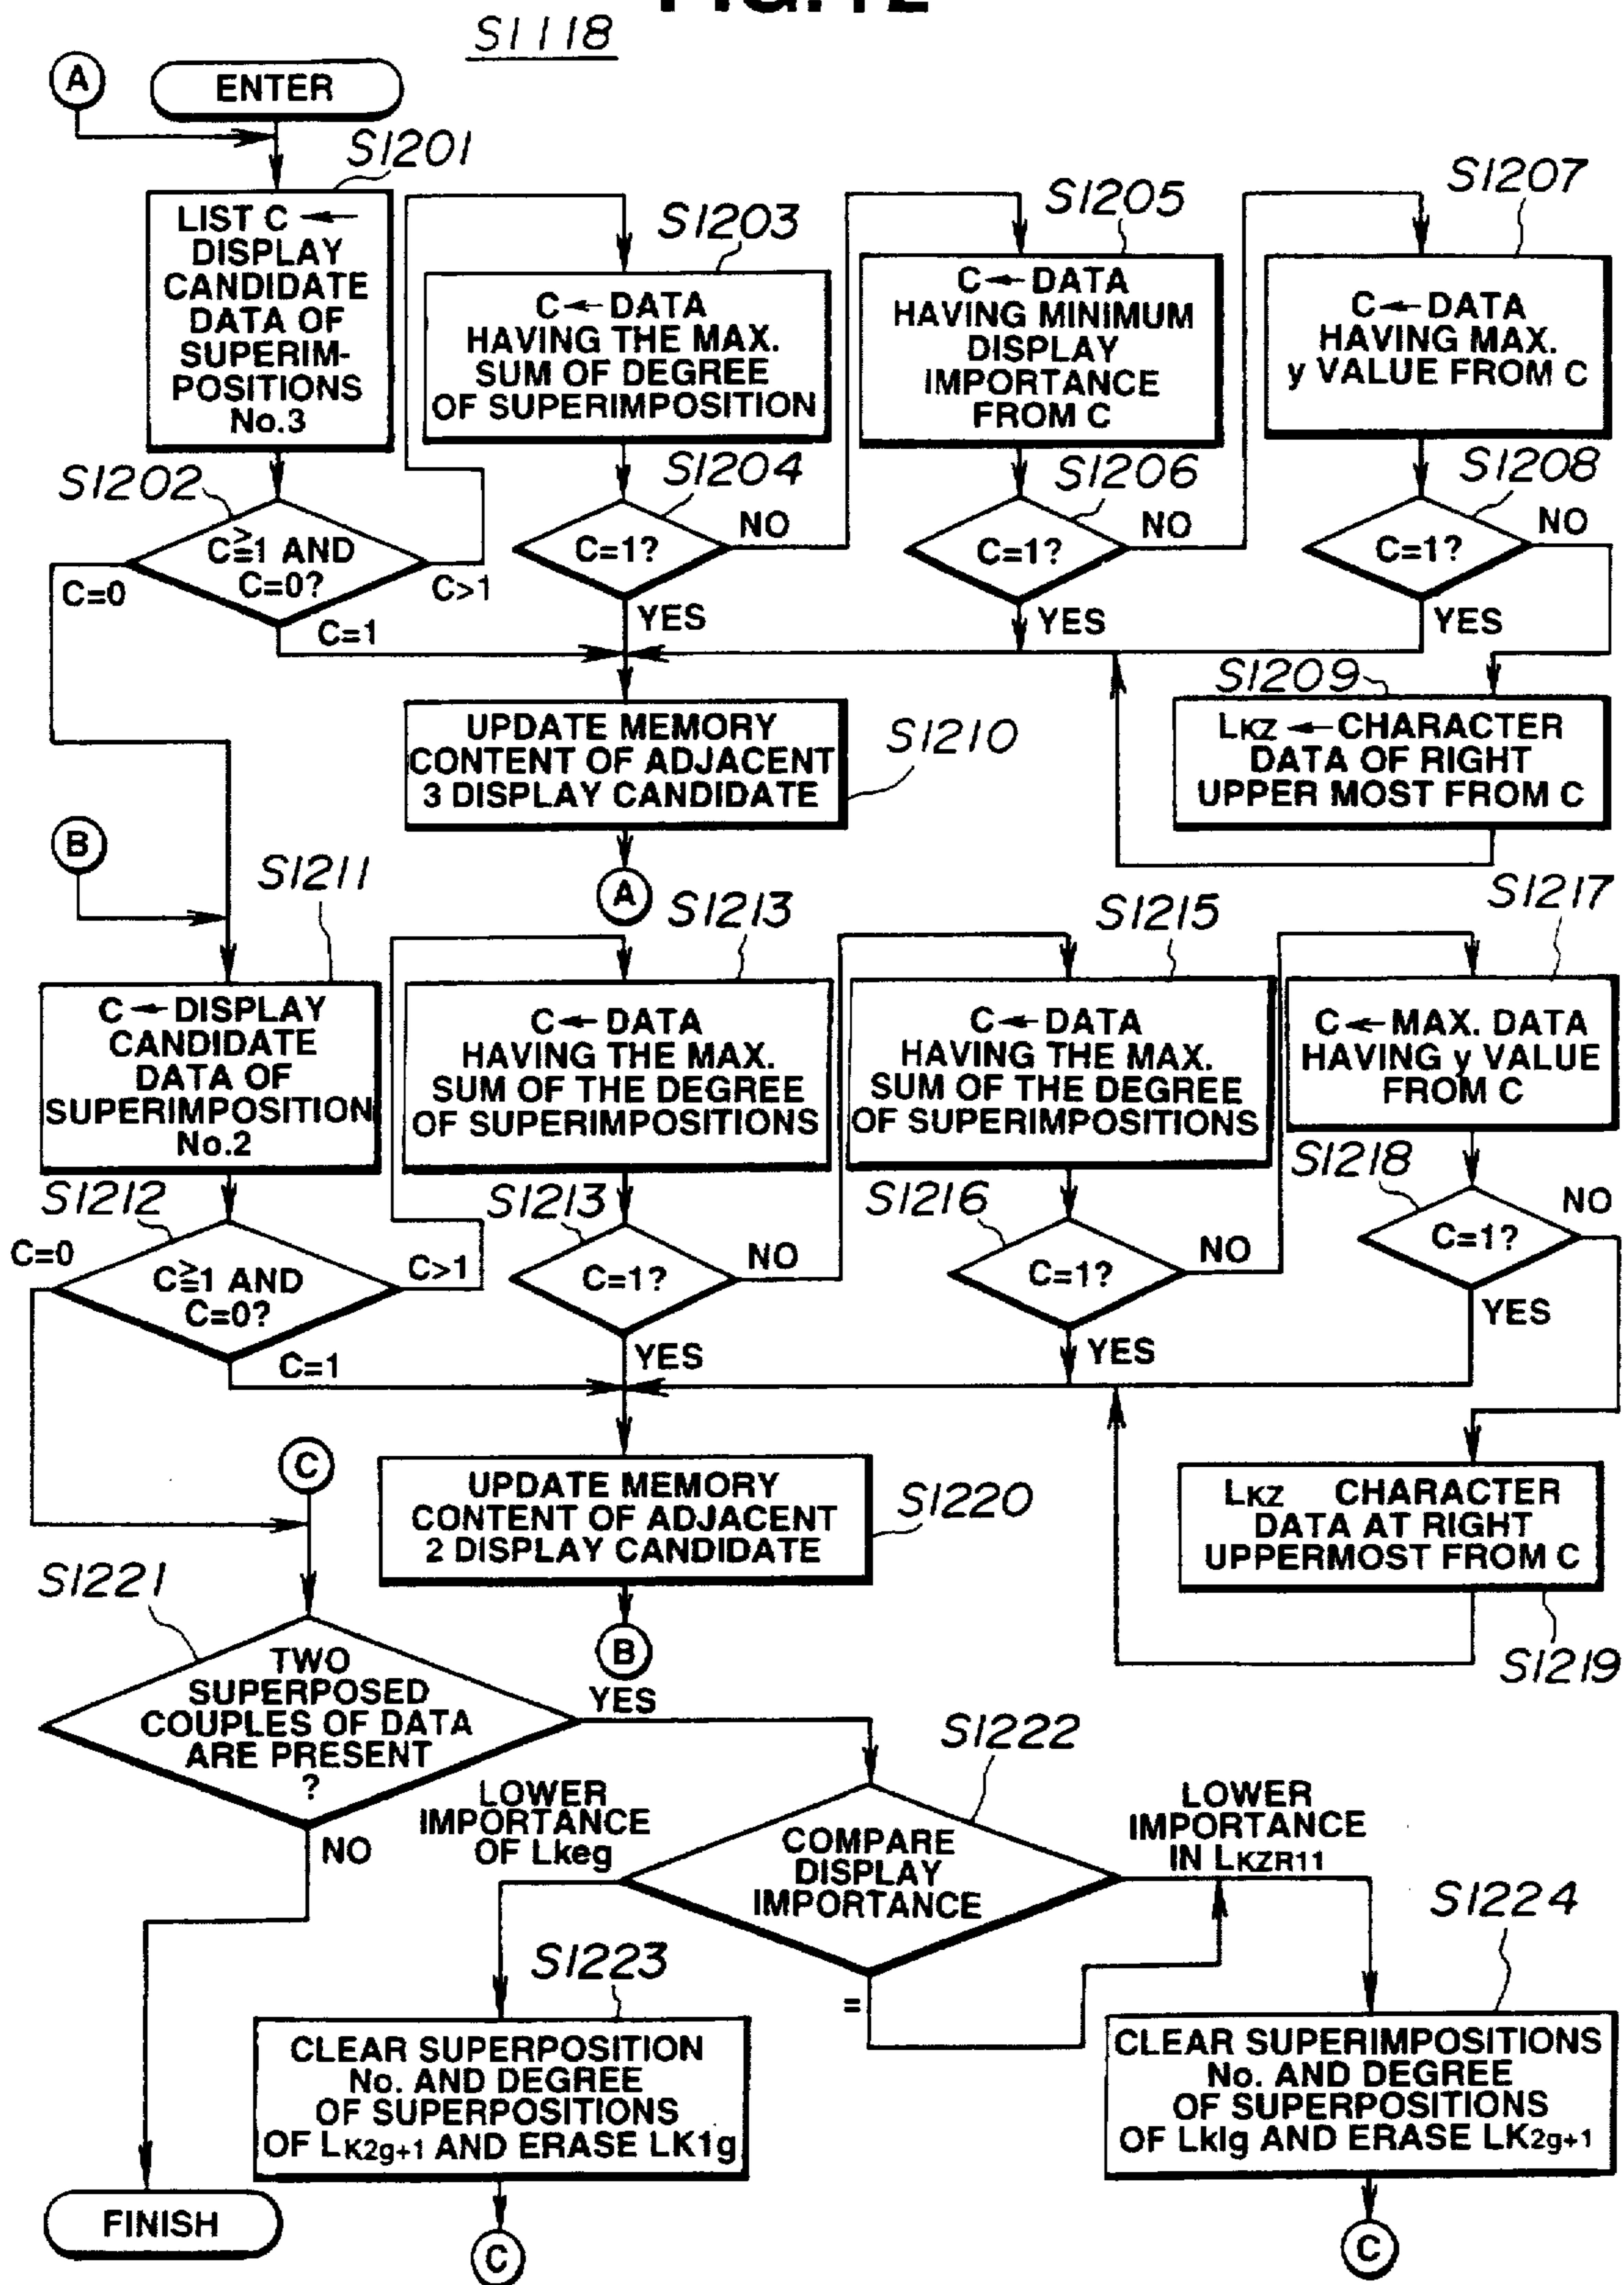 S1118
A
ENTER
S1201
LIST C ←
DISPLAY
CANDIDATE
DATA OF
SUPERIM-
POSITIONS
No.3
S1203
C←DATA
HAVING THE MAX.
SUM OF DEGREE
OF SUPERIMPOSITION
S1205
C←DATA
HAVING MINIMUM
DISPLAY
IMPORTANCE
FROM C
S1207
C←DATA
HAVING MAX.
y VALUE FROM C
S1202
C≧1 AND
C=0?
C=0
C>1
C=1
S1204
C=1?
NO
YES
S1206
C=1?
NO
YES
S1208
C=1?
NO
YES
S1209
LKZ ←CHARACTER
DATA OF RIGHT
UPPER MOST FROM C
UPDATE MEMORY
CONTENT OF ADJACENT
3 DISPLAY CANDIDATE
S1210
A
B
S1211
C←DISPLAY
CANDIDATE
DATA OF
SUPERIMPOSITION
No.2
S1213
C←DATA
HAVING THE MAX.
SUM OF THE DEGREE
OF SUPERIMPOSITIONS
S1215
C←DATA
HAVING THE MAX.
SUM OF THE DEGREE
OF SUPERIMPOSITIONS
S1217
C←MAX. DATA
HAVING y VALUE
FROM C
S1212
C=0
C≧1 AND
C=0?
C>1
C=1
S1213
C=1?
NO
YES
S1216
C=1?
NO
YES
S1218
C=1?
NO
YES
C
UPDATE MEMORY
CONTENT OF ADJACENT
2 DISPLAY CANDIDATE
S1220
B
LKZ CHARACTER
DATA AT RIGHT
UPPERMOST FROM C
S1219
S1221
TWO
SUPERPOSED
COUPLES OF DATA
ARE PRESENT
?
YES
NO
S1222
COMPARE
DISPLAY
IMPORTANCE
LOWER
IMPORTANCE
OF Lkeg
LOWER
IMPORTANCE
IN LKZR11
=
S1223
CLEAR SUPERPOSITION
No. AND DEGREE
OF SUPERPOSITIONS
OF LK2g+1 AND ERASE LK1g
C
S1224
CLEAR SUPERIMPOSITIONS
No. AND DEGREE
OF SUPERPOSITIONS
OF Lklg AND ERASE LK2g+1
C
FINISH